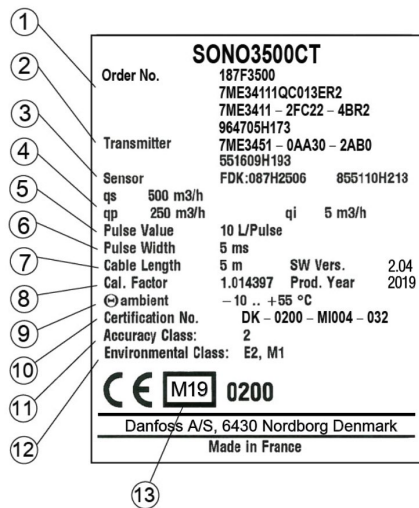 SONO3500CT
Order No. 187F3500
7ME34111QC013ER2
7ME3411 – 2FC22 – 4BR2
964705H173
Transmitter 7ME3451 - 0AA30 - 2AB0
551609H193
Sensor FDK:087H2506 855110H213
qs 500 m3/h
qp 250 m3/h qi 5 m3/h
Pulse Value 10 L/Pulse
Pulse Width 5 ms
Cable Length 5 m SW Vers. 2.04
Cal. Factor 1.014397 Prod. Year 2019
Θ ambient – 10 .. +55 °C
Certification No. DK – 0200 – MI004 – 032
Accuracy Class: 2
Environmental Class: E2, M1
CE M19 0200
Danfoss A/S, 6430 Nordborg Denmark
Made in France
1
2
3
4
5
6
7
8
9
10
11
12
13